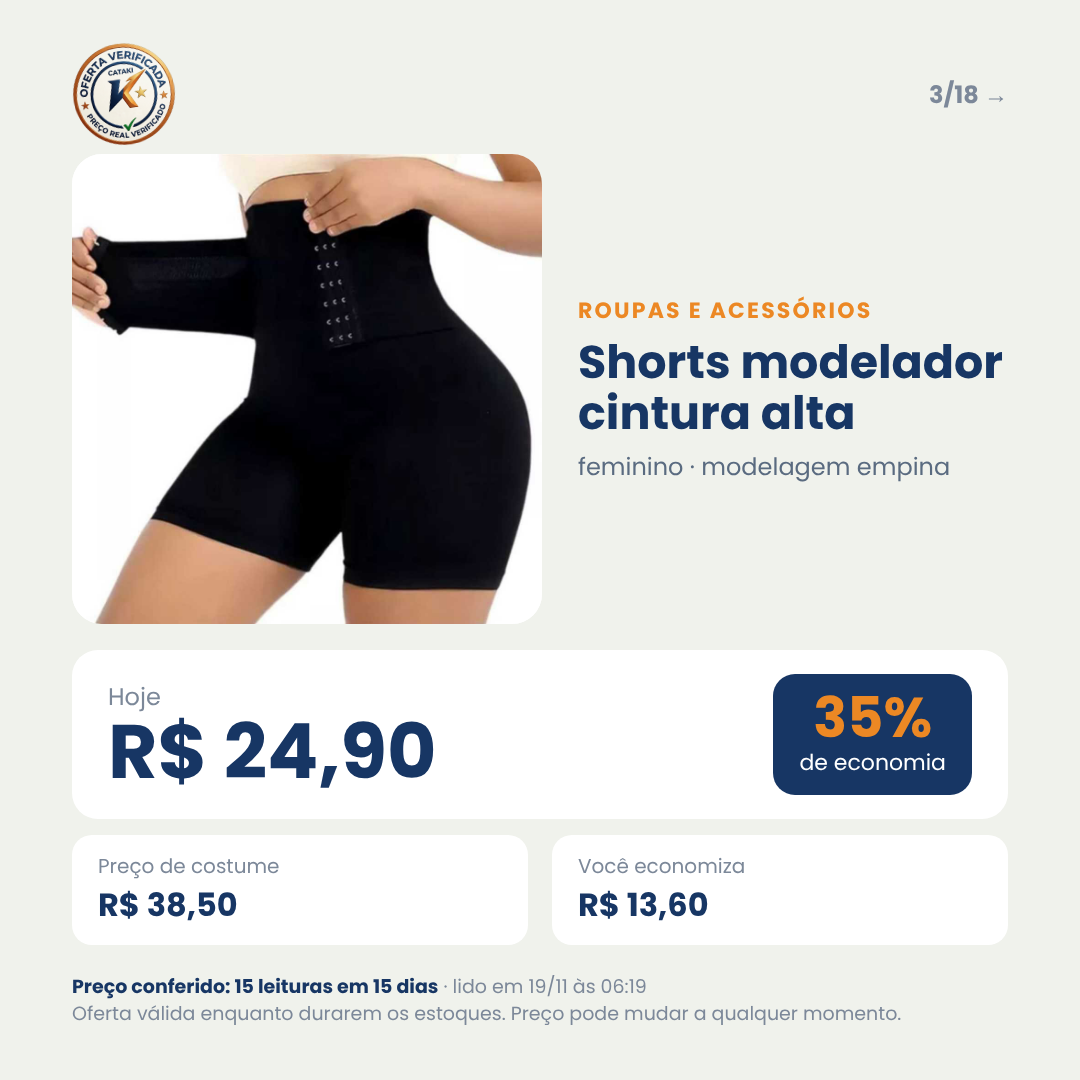 OFERTA VERIFICADA
CATAKI
K
PREÇO REAL VERIFICADO
3/18 →
ROUPAS E ACESSÓRIOS
Shorts modelador
cintura alta
feminino · modelagem empina
Hoje
R$ 24,90
35%
de economia
Preço de costume
R$ 38,50
Você economiza
R$ 13,60
Preço conferido: 15 leituras em 15 dias · lido em 19/11 às 06:19
Oferta válida enquanto durarem os estoques. Preço pode mudar a qualquer momento.